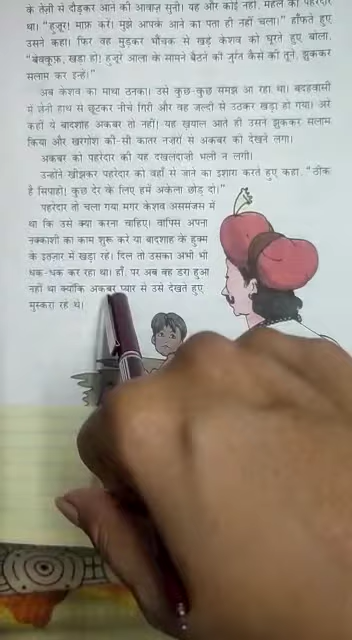 के तेज़ी से दौड़कर आने की आवाज़ सुनी। यह और कोई नहीं, महल का पहरेदार
था। "हुज़ूर! माफ़ करें। मुझे आपके आने का पता ही नहीं चला।" हाँफते हुए
उसने कहा। फिर वह मुड़कर भौंचक से खड़े केशव को घूरते हुए बोला,
"बेवकूफ़, खड़ा हो! हुज़ूरे आला के सामने बैठने की जुर्रत कैसे की तूने, झुककर
सलाम कर इन्हें।"
अब केशव का माथा ठनका। उसे कुछ-कुछ समझ आ रहा था। बदहवासी
में छेनी हाथ से छूटकर नीचे गिरी और वह जल्दी से उठकर खड़ा हो गया। अरे
कहीं ये बादशाह अकबर तो नहीं! यह खयाल आते ही उसने झुककर सलाम
किया और खरगोश की-सी कातर नज़रों से अकबर को देखने लगा।
अकबर को पहरेदार की यह दखलंदाज़ी भली न लगी।
उन्होंने खीझकर पहरेदार को वहाँ से जाने का इशारा करते हुए कहा, "ठीक
है सिपाही! कुछ देर के लिए हमें अकेला छोड़ दो।"
पहरेदार तो चला गया मगर केशव असमंजस में
था कि उसे क्या करना चाहिए। वापिस अपना
नक्काशी का काम शुरू करे या बादशाह के हुक्म
के इंतज़ार में खड़ा रहे। दिल तो उसका अभी भी
धक-धक कर रहा था। हाँ, पर अब वह डरा हुआ
नहीं था क्योंकि अकबर प्यार से उसे देखते हुए
मुस्करा रहे थे।